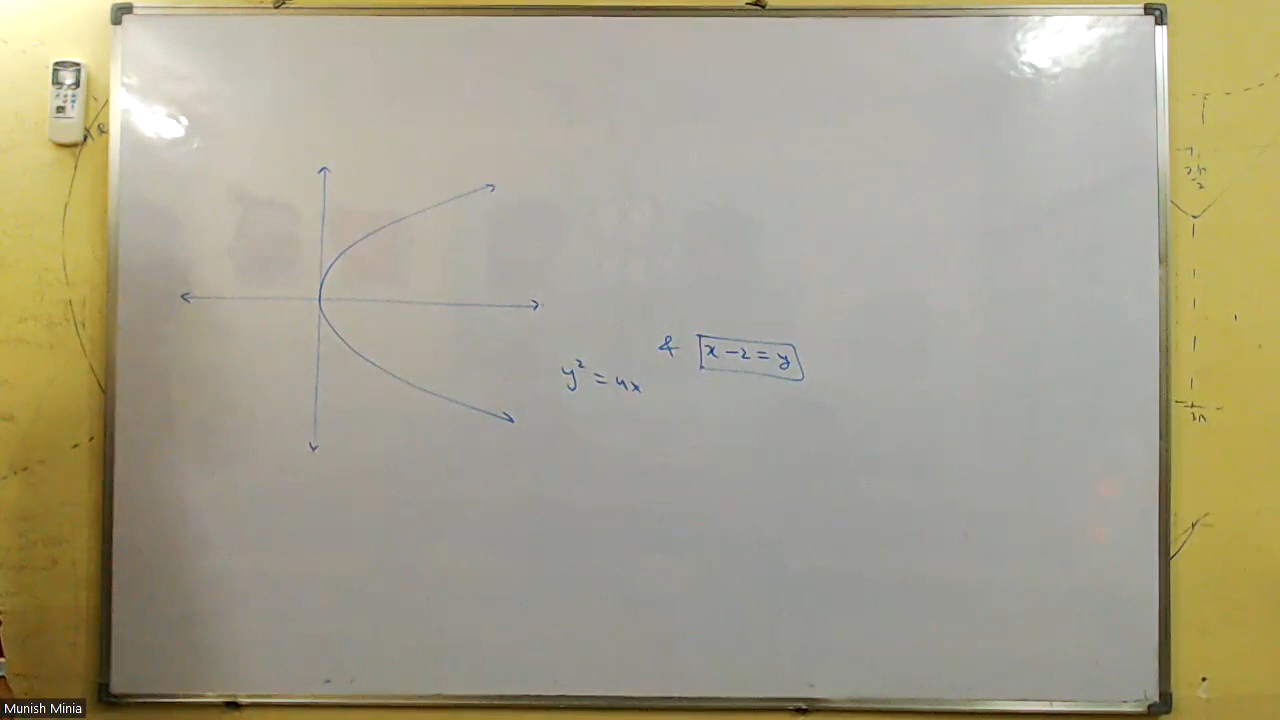 & x - 2 = y
y² = 4x
Munish Minia